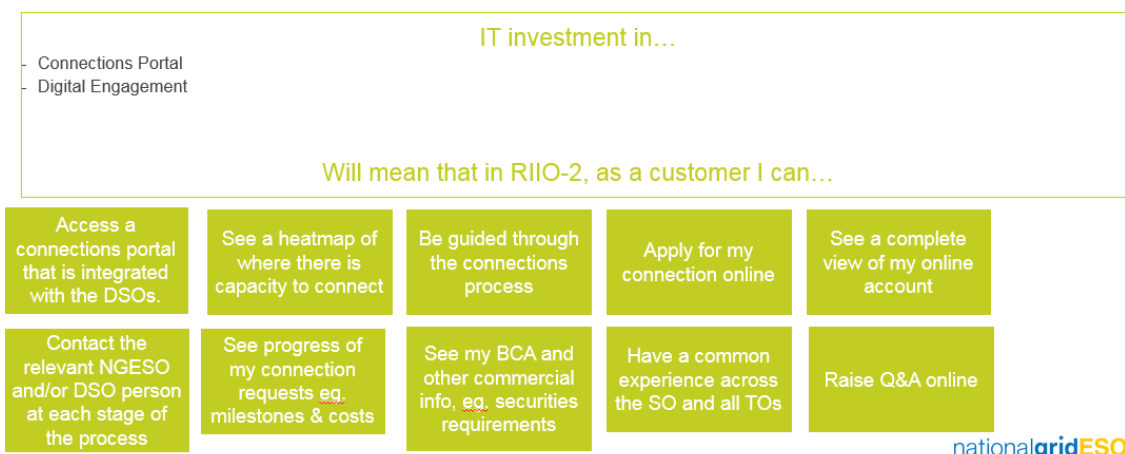 IT investment in…
- Connections Portal
- Digital Engagement
Will mean that in RIIO-2, as a customer I can…
Access a
connections portal
that is integrated
with the DSOs.
See a heatmap of
where there is
capacity to connect
Be guided through
the connections
process
Apply for my
connection online
See a complete
view of my online
account
Contact the
relevant NGESO
and/or DSO person
at each stage of
the process
See progress of
my connection
requests eg.
milestones & costs
See my BCA and
other commercial
info, eg. securities
requirements
Have a common
experience across
the SO and all TOs
Raise Q&A online
nationalgridESO